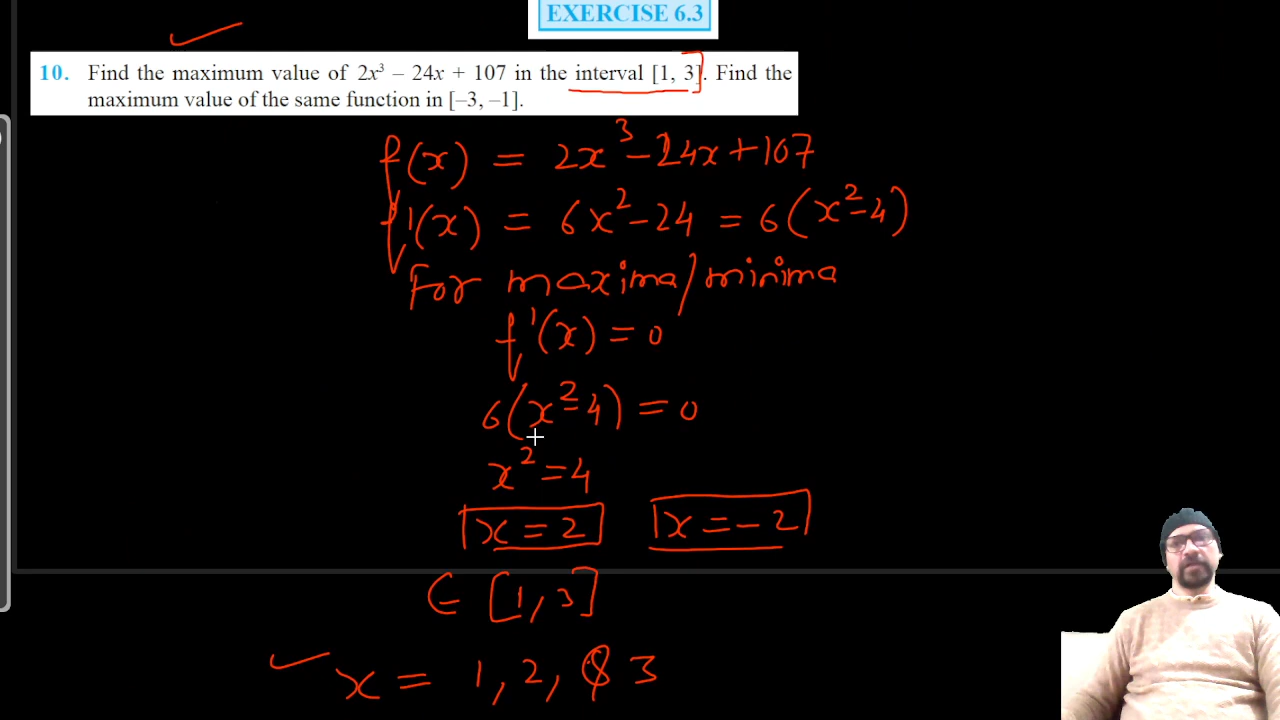 EXERCISE 6.3
10. Find the maximum value of 2x³ – 24x + 107 in the interval [1, 3]. Find the
maximum value of the same function in [–3, –1].
f(x) = 2x³ - 24x + 107
f'(x) = 6x² - 24 = 6(x² - 4)
For maxima/minima
f'(x) = 0
6(x² - 4) = 0
x² = 4
x = 2 x = -2
∈ [1, 3]
x = 1, 2, & 3